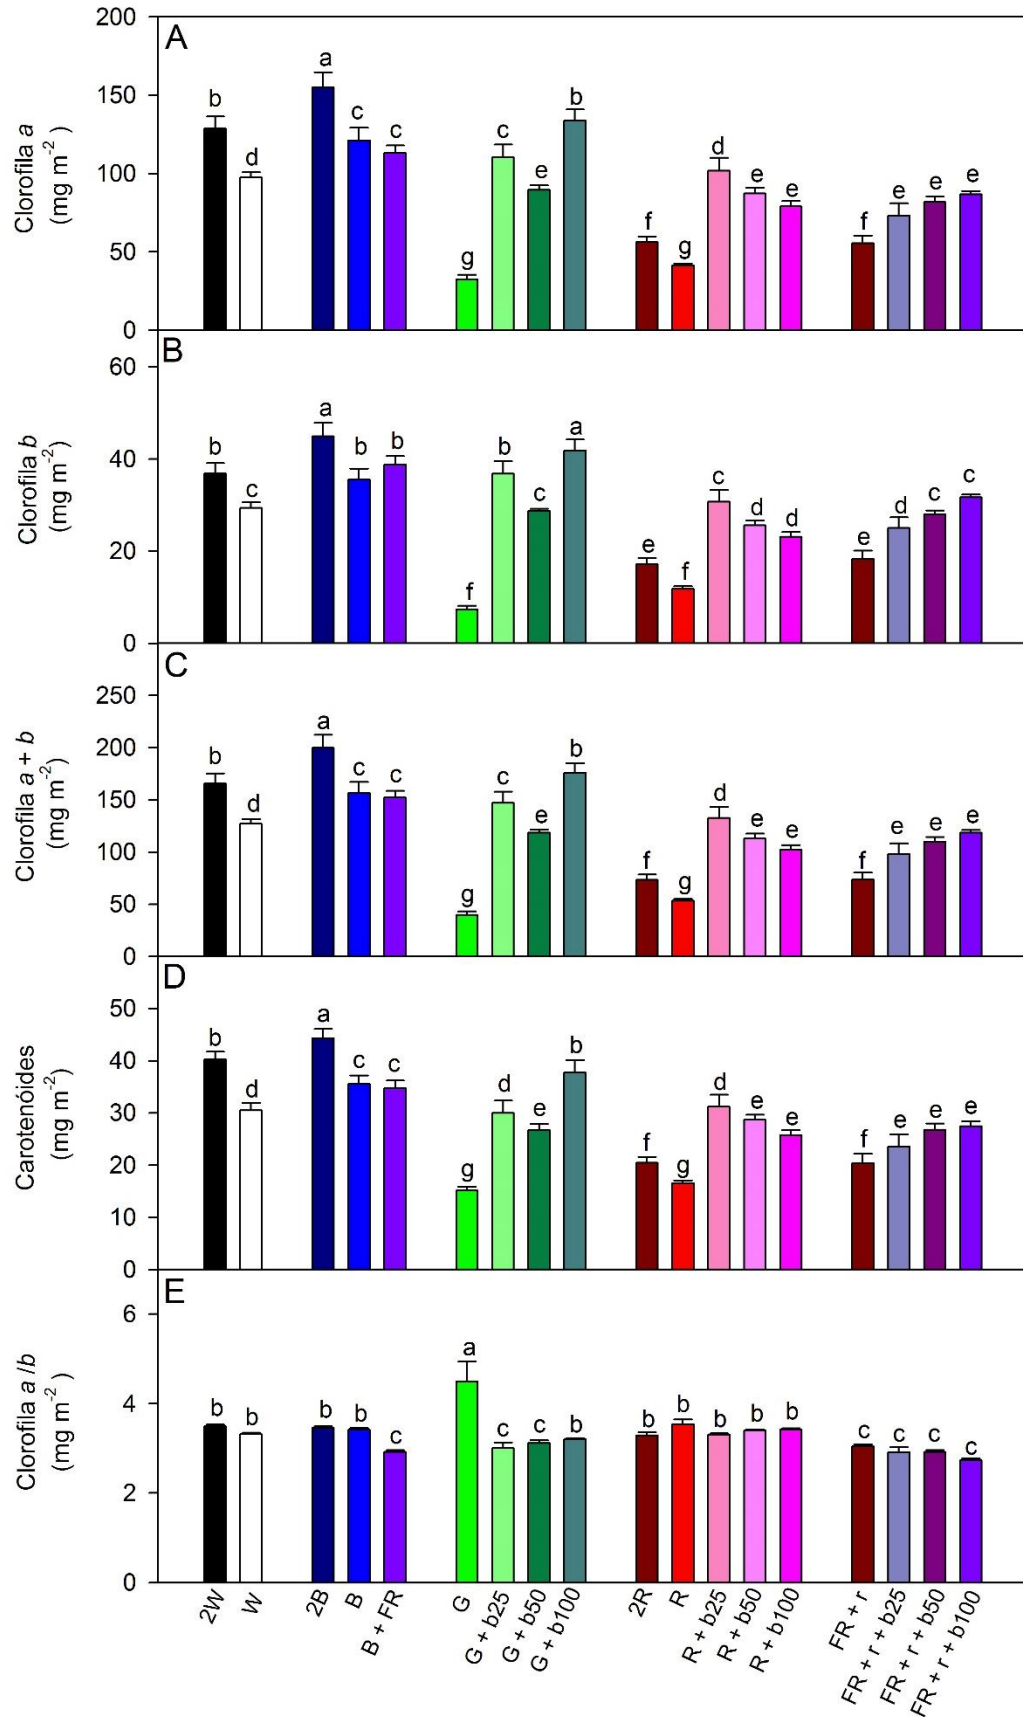 A
200
150
100
50
0
Clorofila a
(mg m⁻²)
b d a c c g c e b f g d e e f e e e
B
60
40
20
0
Clorofila b
(mg m⁻²)
b c a b b f b c a e f c d d e d c c
C
250
200
150
100
50
0
Clorofila a + b
(mg m⁻²)
b d a c c g c e b f g d e e f e e e
D
50
40
30
20
10
0
Carotenóides
(mg m⁻²)
b d a c c g d e b f g d e e f e e e
E
6
4
2
0
Clorofila a /b
(mg m⁻²)
b b b b c a c c b b b b b b c c c c
2W W 2B B B + FR G G + b25 G + b50 G + b100 2R R R + b25 R + b50 R + b100 FR + r FR + r + b25 FR + r + b50 FR + r + b100